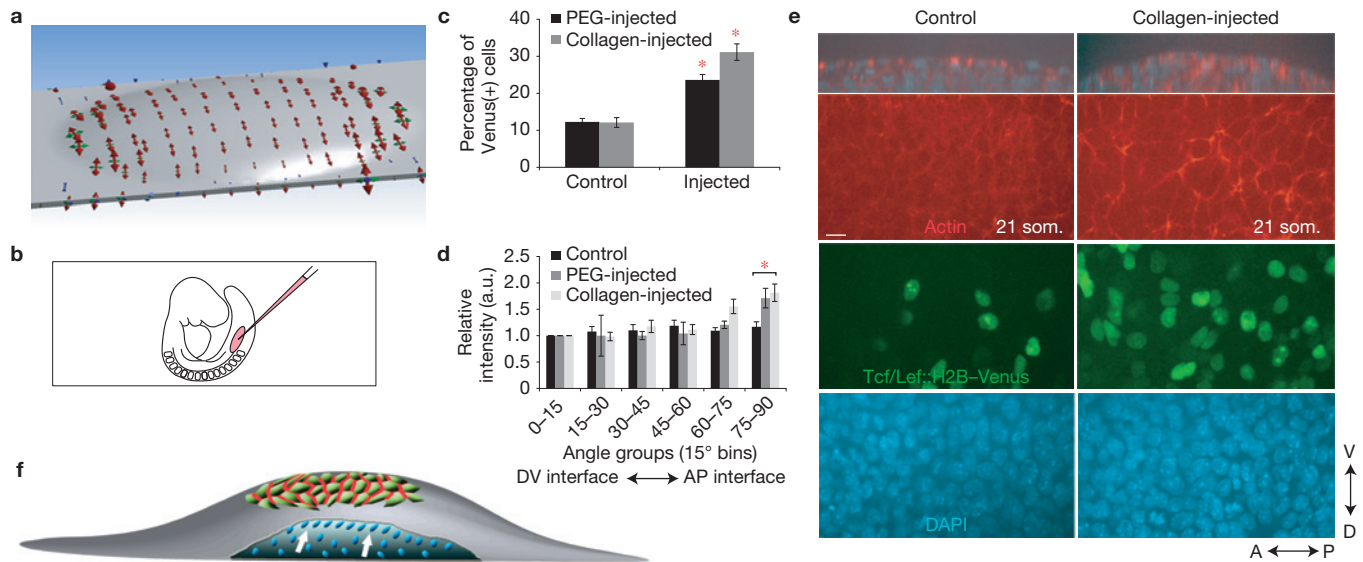 a
b
c
PEG-injected
Collagen-injected
Percentage of
Venus(+) cells
40
30
20
10
0
*
*
Control
Injected
d
Control
PEG-injected
Collagen-injected
Relative
intensity (a.u.)
2.5
2.0
1.5
1.0
0.5
0
*
0–15
15–30
30–45
45–60
60–75
75–90
Angle groups (15° bins)
DV interface
AP interface
e
Control
Collagen-injected
Actin
21 som.
21 som.
Tcf/Lef::H2B–Venus
DAPI
V
D
A
P
f